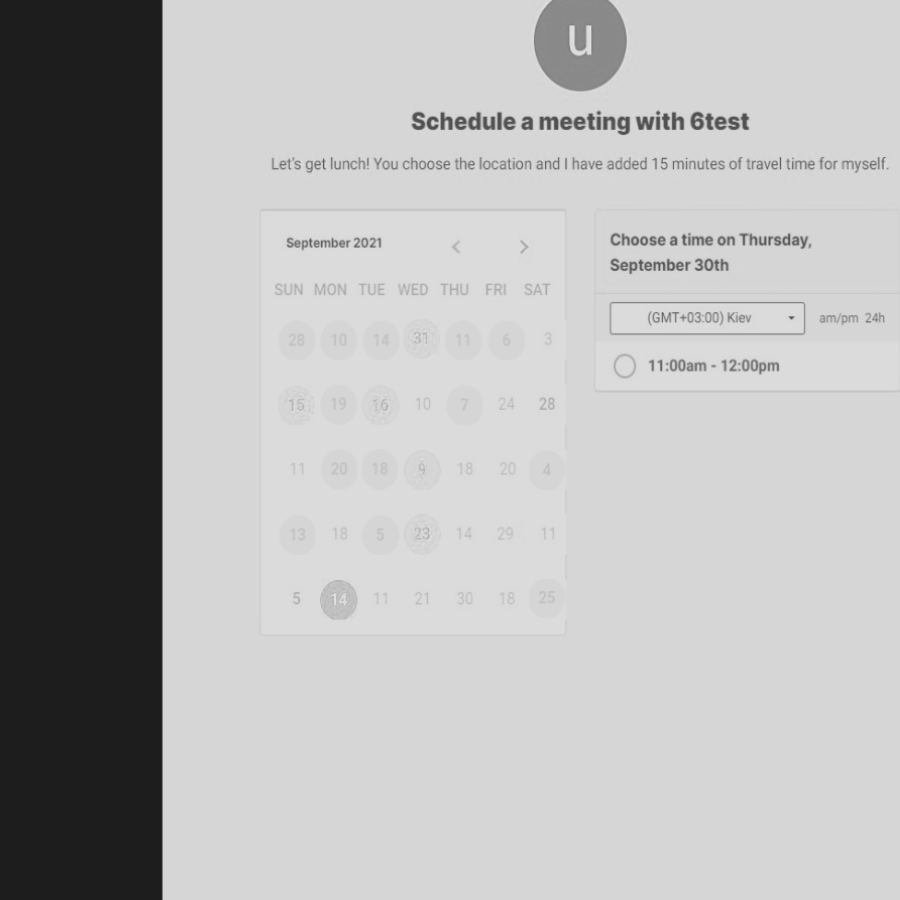 u
Schedule a meeting with 6test
Let's get lunch! You choose the location and I have added 15 minutes of travel time for myself.
September 2021
SUN MON TUE WED THU FRI SAT
28 10 14 31 11 6 3
15 19 16 10 7 24 28
11 20 18 9 18 20 4
13 18 5 23 14 29 11
5 14 11 21 30 18 25
Choose a time on Thursday,
September 30th
(GMT+03:00) Kiev am/pm 24h
11:00am - 12:00pm